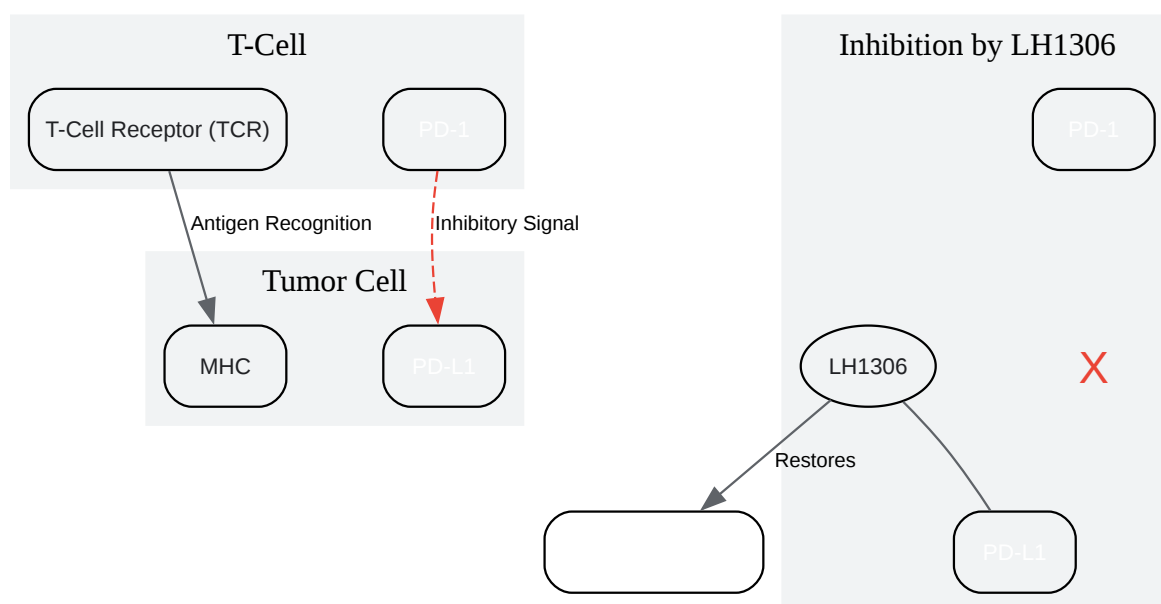 T-Cell
Inhibition by LH1306
T-Cell Receptor (TCR)
PD-1
PD-1
Antigen Recognition
Inhibitory Signal
Tumor Cell
MHC
PD-L1
LH1306
X
Restores
PD-L1